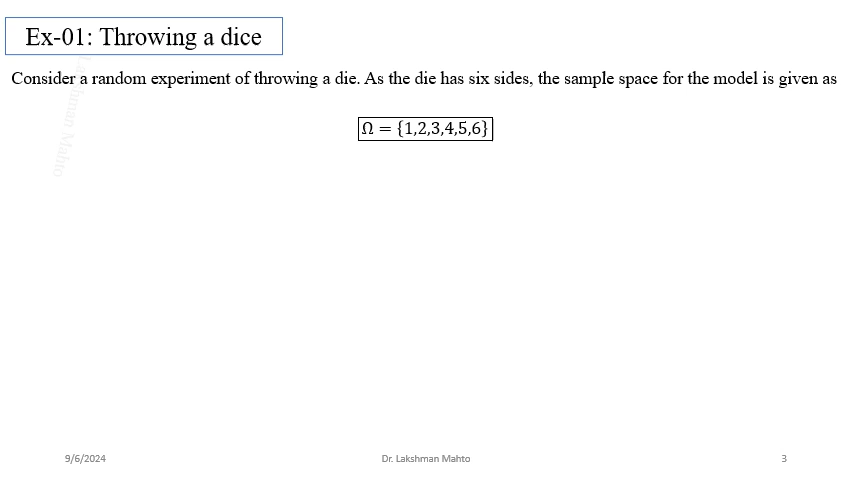 Ex-01: Throwing a dice
Consider a random experiment of throwing a die. As the die has six sides, the sample space for the model is given as
Ω = {1,2,3,4,5,6}
Lakshman Mahto
9/6/2024
Dr. Lakshman Mahto
3